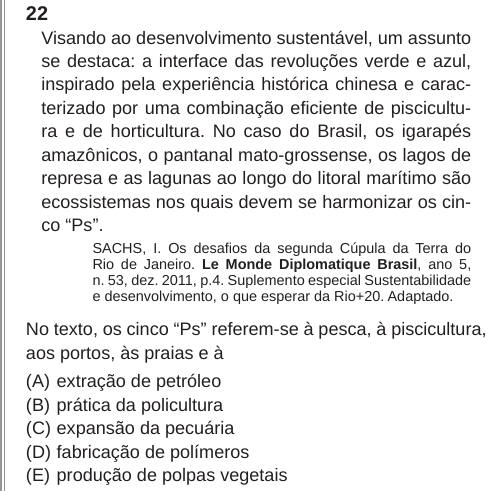 22
Visando ao desenvolvimento sustentável, um assunto
se destaca: a interface das revoluções verde e azul,
inspirado pela experiência histórica chinesa e carac-
terizado por uma combinação eficiente de piscicultu-
ra e de horticultura. No caso do Brasil, os igarapés
amazônicos, o pantanal mato-grossense, os lagos de
represa e as lagunas ao longo do litoral marítimo são
ecossistemas nos quais devem se harmonizar os cin-
co “Ps”.
SACHS, I. Os desafios da segunda Cúpula da Terra do
Rio de Janeiro. Le Monde Diplomatique Brasil, ano 5,
n. 53, dez. 2011, p.4. Suplemento especial Sustentabilidade
e desenvolvimento, o que esperar da Rio+20. Adaptado.
No texto, os cinco “Ps” referem-se à pesca, à piscicultura,
aos portos, às praias e à
(A) extração de petróleo
(B) prática da policultura
(C) expansão da pecuária
(D) fabricação de polímeros
(E) produção de polpas vegetais